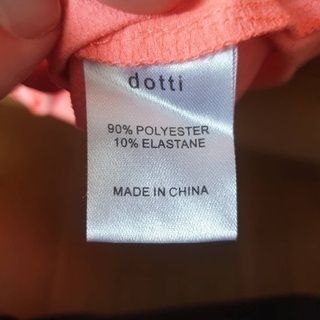 dotti
90% POLYESTER
10% ELASTANE
MADE IN CHINA